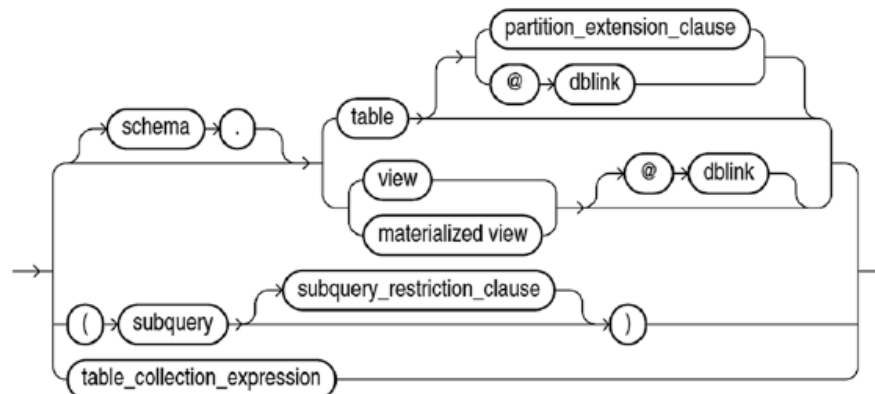 partition_extension_clause
@ dblink
table
schema .
view
@ dblink
materialized view
subquery_restriction_clause
( subquery )
table_collection_expression